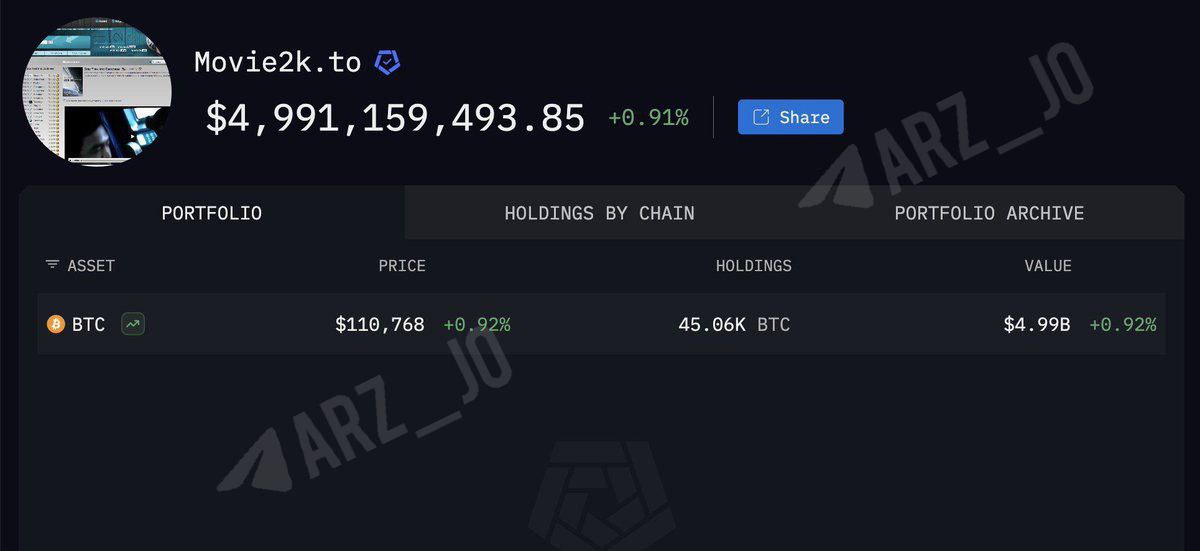 Movie2k.to
$4,991,159,493.85 +0.91% Share
PORTFOLIO HOLDINGS BY CHAIN PORTFOLIO ARCHIVE
ASSET PRICE HOLDINGS VALUE
BTC $110,768 +0.92% 45.06K BTC $4.99B +0.92%
ARZ_JO
ARZ_JO